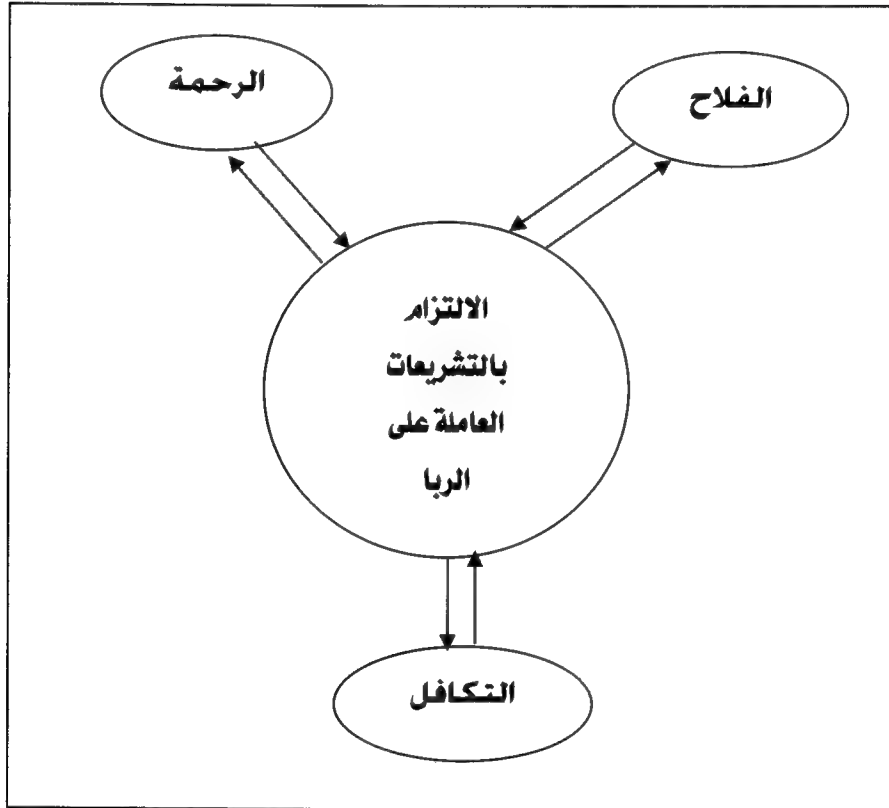 الرحمة
الفلاح
الالتزام
بالتشريعات
العاملة على
الربا
التكافل